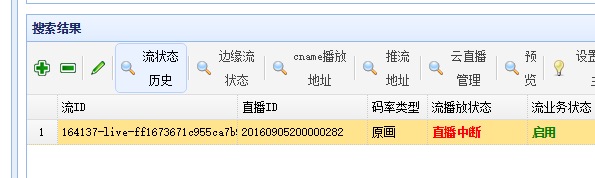 搜索结果
流状态 边缘流 cname播放 推流 云直播 预 设置
历史 状态 地址 地址 管理 览
流ID 直播ID 码率类型 流播放状态 流业务状态
1 164137-live-ff1673671c955ca7b 20160905200000282 原画 直播中断 启用